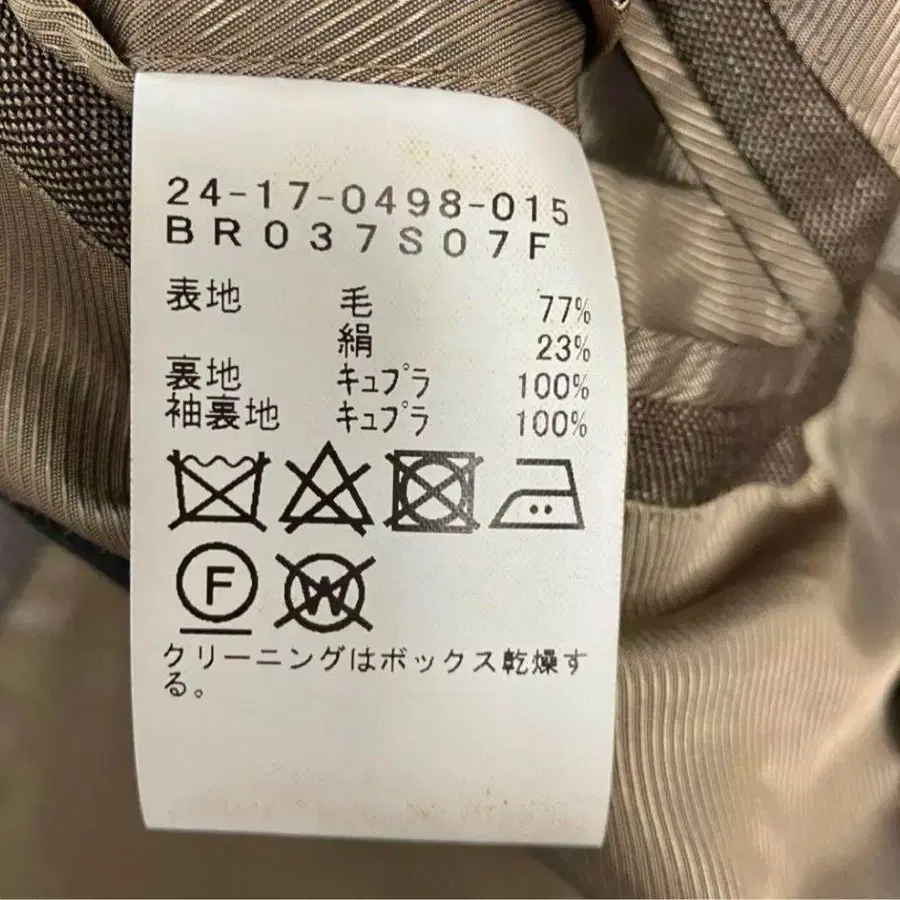 24-17-0498-015
BR037S07F
表地 毛 77%
絹 23%
裏地 キュプラ 100%
袖裏地 キュプラ 100%
F W
クリーニングはボックス乾燥す
る。